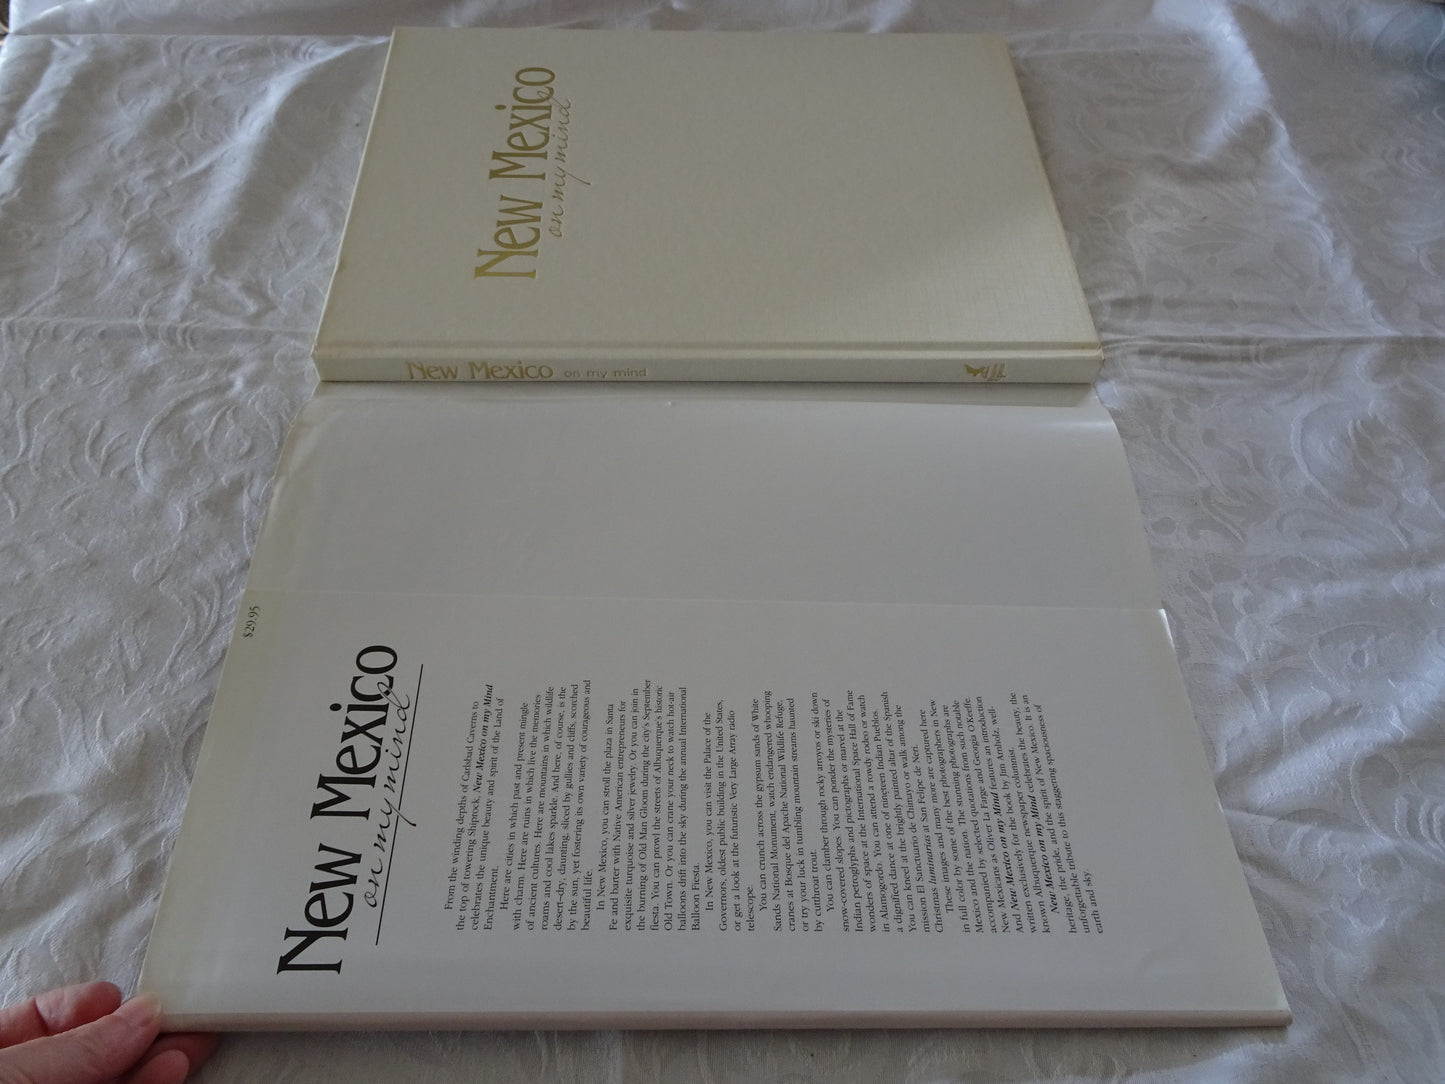 New Mexico
on my mind
New Mexico on my mind
$29.95
New Mexico
on my mind
From the winding depths of Carlsbad Caverns to
the top of towering Shiprock, New Mexico on my Mind
celebrates the unique beauty and spirit of the Land of
Enchantment.
Here are cities in which past and present mingle
with charm. Here are ruins in which live the memories
of ancient cultures. Here are mountains in which wildlife
roams and cool lakes sparkle. And here, of course, is the
desert–dry, daunting, sliced by gullies and cliffs, scorched
by the sun, yet fostering its own variety of courageous and
beautiful life.
In New Mexico, you can stroll the plaza in Santa
Fe and barter with Native American entrepreneurs for
exquisite turquoise and silver jewelry. Or you can join in
the burning of Old Man Gloom during the city's September
fiesta. You can prowl the streets of Albuquerque's historic
Old Town. Or you can crane your neck to watch hot-air
balloons drift into the sky during the annual International
Balloon Fiesta.
In New Mexico, you can visit the Palace of the
Governors, oldest public building in the United States,
or get a look at the futuristic Very Large Array radio
telescope.
You can crunch across the gypsum sands of White
Sands National Monument, watch endangered whooping
cranes at Bosque del Apache National Wildlife Refuge,
or try your luck in tumbling mountain streams haunted
by cutthroat trout.
You can clamber through rocky arroyos or ski down
snow-covered slopes. You can ponder the mysteries of
Indian petroglyphs and pictographs or marvel at the
wonders of space at the International Space Hall of Fame
in Alamogordo. You can attend a rowdy rodeo or watch
a dignified dance at one of nineteen Indian Pueblos.
You can kneel at the brightly painted altar of the Spanish
mission El Sanctuario de Chimayo or walk among the
Christmas luminarias at San Felipe de Neri.
These images and many more are captured here
in full color by some of the best photographers in New
Mexico and the nation. The stunning photographs are
accompanied by selected quotations from such notable
New Mexicans as Oliver La Farge and Georgia O'Keeffe.
And New Mexico on my Mind features an introduction
written exclusively for the book by Jim Arnholz, well-
known Albuquerque newspaper columnist.
New Mexico on my Mind celebrates the beauty, the
heritage, the pride, and the spirit of New Mexico. It is an
unforgettable tribute to this staggering spaciousness of
earth and sky.